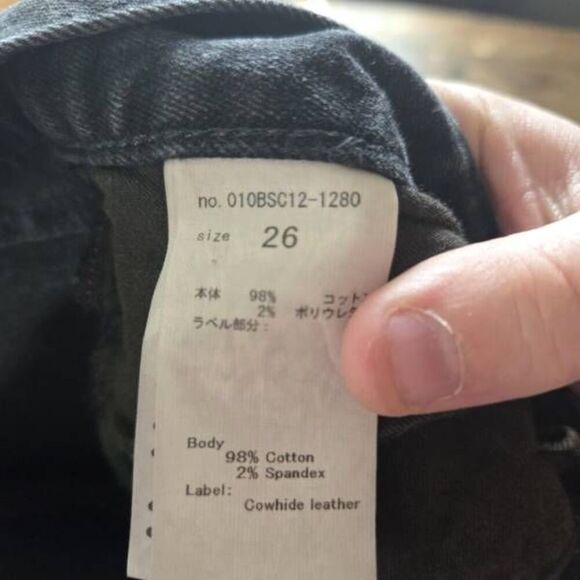 no. 010BSC12-1280
size 26
本体 98% コット
2% ポリウレ
ラベル部分:
Body
98% Cotton
2% Spandex
Label:
Cowhide leather